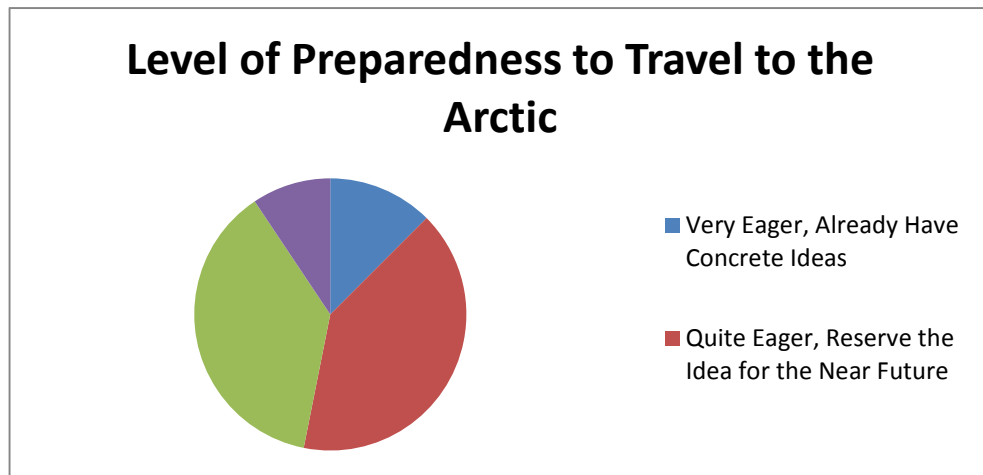 Level of Preparedness to Travel to the
Arctic
Very Eager, Already Have
Concrete Ideas
Quite Eager, Reserve the
Idea for the Near Future